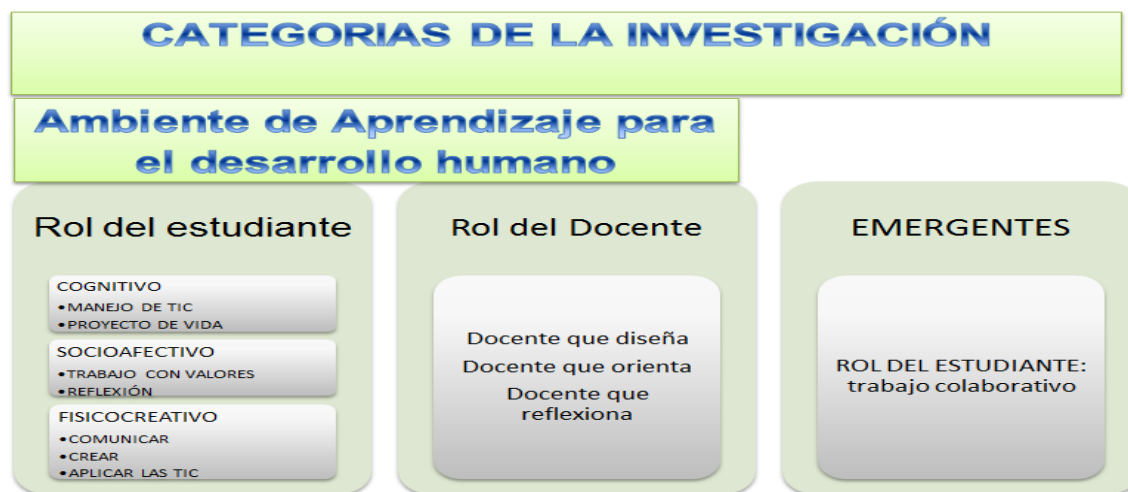 CATEGORIAS DE LA INVESTIGACIÓN
Ambiente de Aprendizaje para
el desarrollo humano
Rol del estudiante
COGNITIVO
•MANEJO DE TIC
•PROYECTO DE VIDA
SOCIOAFECTIVO
•TRABAJO CON VALORES
•REFLEXIÓN
FISICOCREATIVO
•COMUNICAR
•CREAR
•APLICAR LAS TIC
Rol del Docente
Docente que diseña
Docente que orienta
Docente que
reflexiona
EMERGENTES
ROL DEL ESTUDIANTE:
trabajo colaborativo